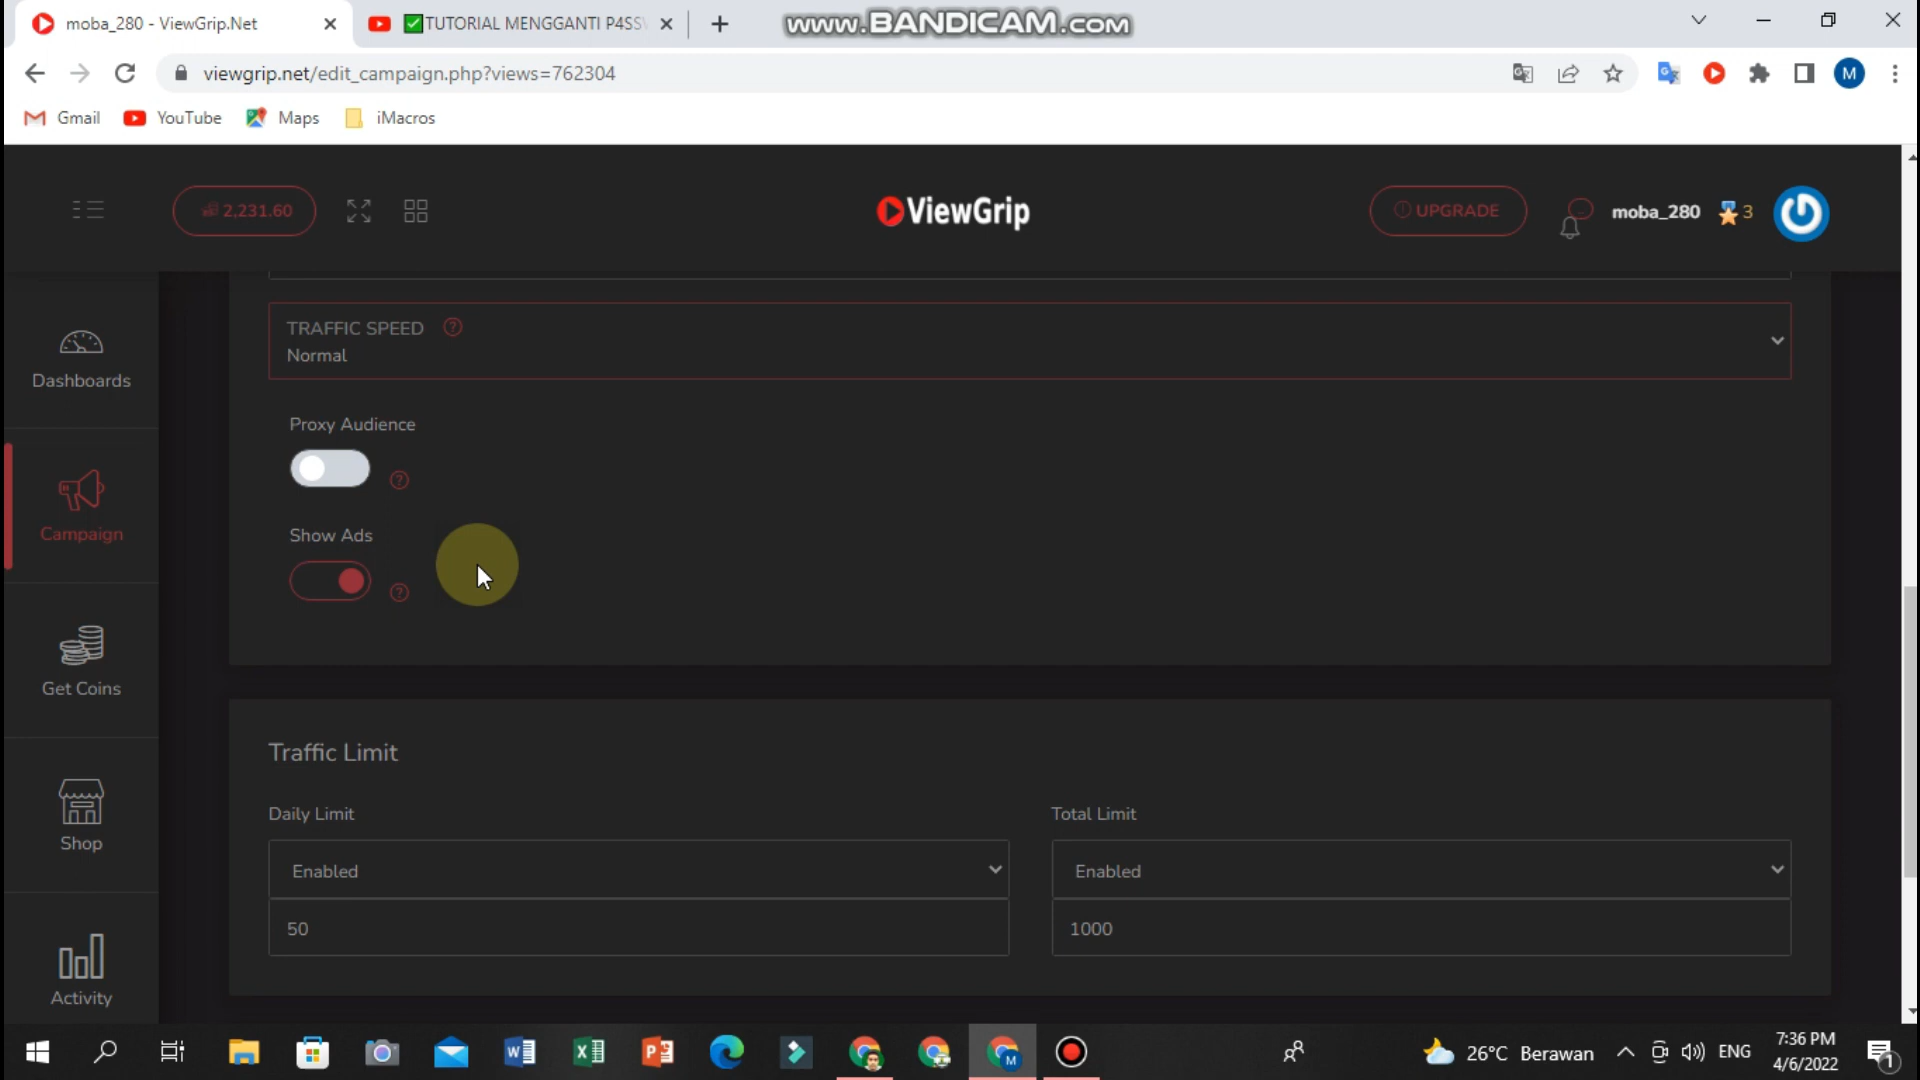 moba_280 - ViewGrip.Net
✅TUTORIAL MENGGANTI P4SS
www.BANDICAM.com
viewgrip.net/edit_campaign.php?views=762304
M
Gmail
YouTube
Maps
iMacros
2,231.60
ViewGrip
UPGRADE
moba_280
3
Dashboards
Campaign
Get Coins
Shop
Activity
TRAFFIC SPEED
Normal
Proxy Audience
Show Ads
Traffic Limit
Daily Limit
Total Limit
Enabled
Enabled
50
1000
26°C Berawan
ENG
7:36 PM
4/6/2022
1